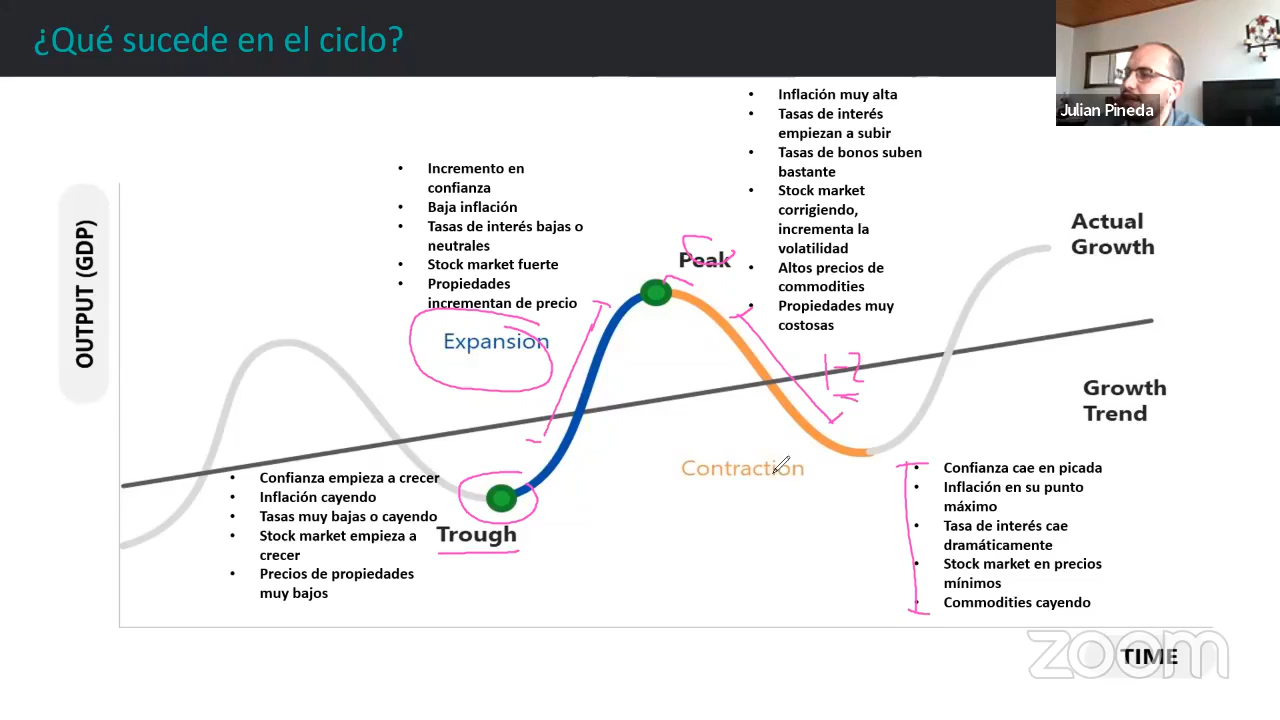 ¿Qué sucede en el ciclo?
Julian Pineda
• Inflación muy alta
• Tasas de interés
empiezan a subir
• Tasas de bonos suben
bastante
• Stock market
corrigiendo,
incrementa la
volatilidad
• Altos precios de
commodities
• Propiedades muy
costosas
• Incremento en
confianza
• Baja inflación
• Tasas de interés bajas o
neutrales
• Stock market fuerte
• Propiedades
incrementan de precio
Expansion
Peak
Actual
Growth
OUTPUT (GDP)
1-2
Growth
Trend
Contraction
• Confianza empieza a crecer
• Inflación cayendo
• Tasas muy bajas o cayendo
• Stock market empieza a
crecer
• Precios de propiedades
muy bajos
Trough
• Confianza cae en picada
• Inflación en su punto
máximo
• Tasa de interés cae
dramáticamente
• Stock market en precios
mínimos
• Commodities cayendo
zoom
TIME